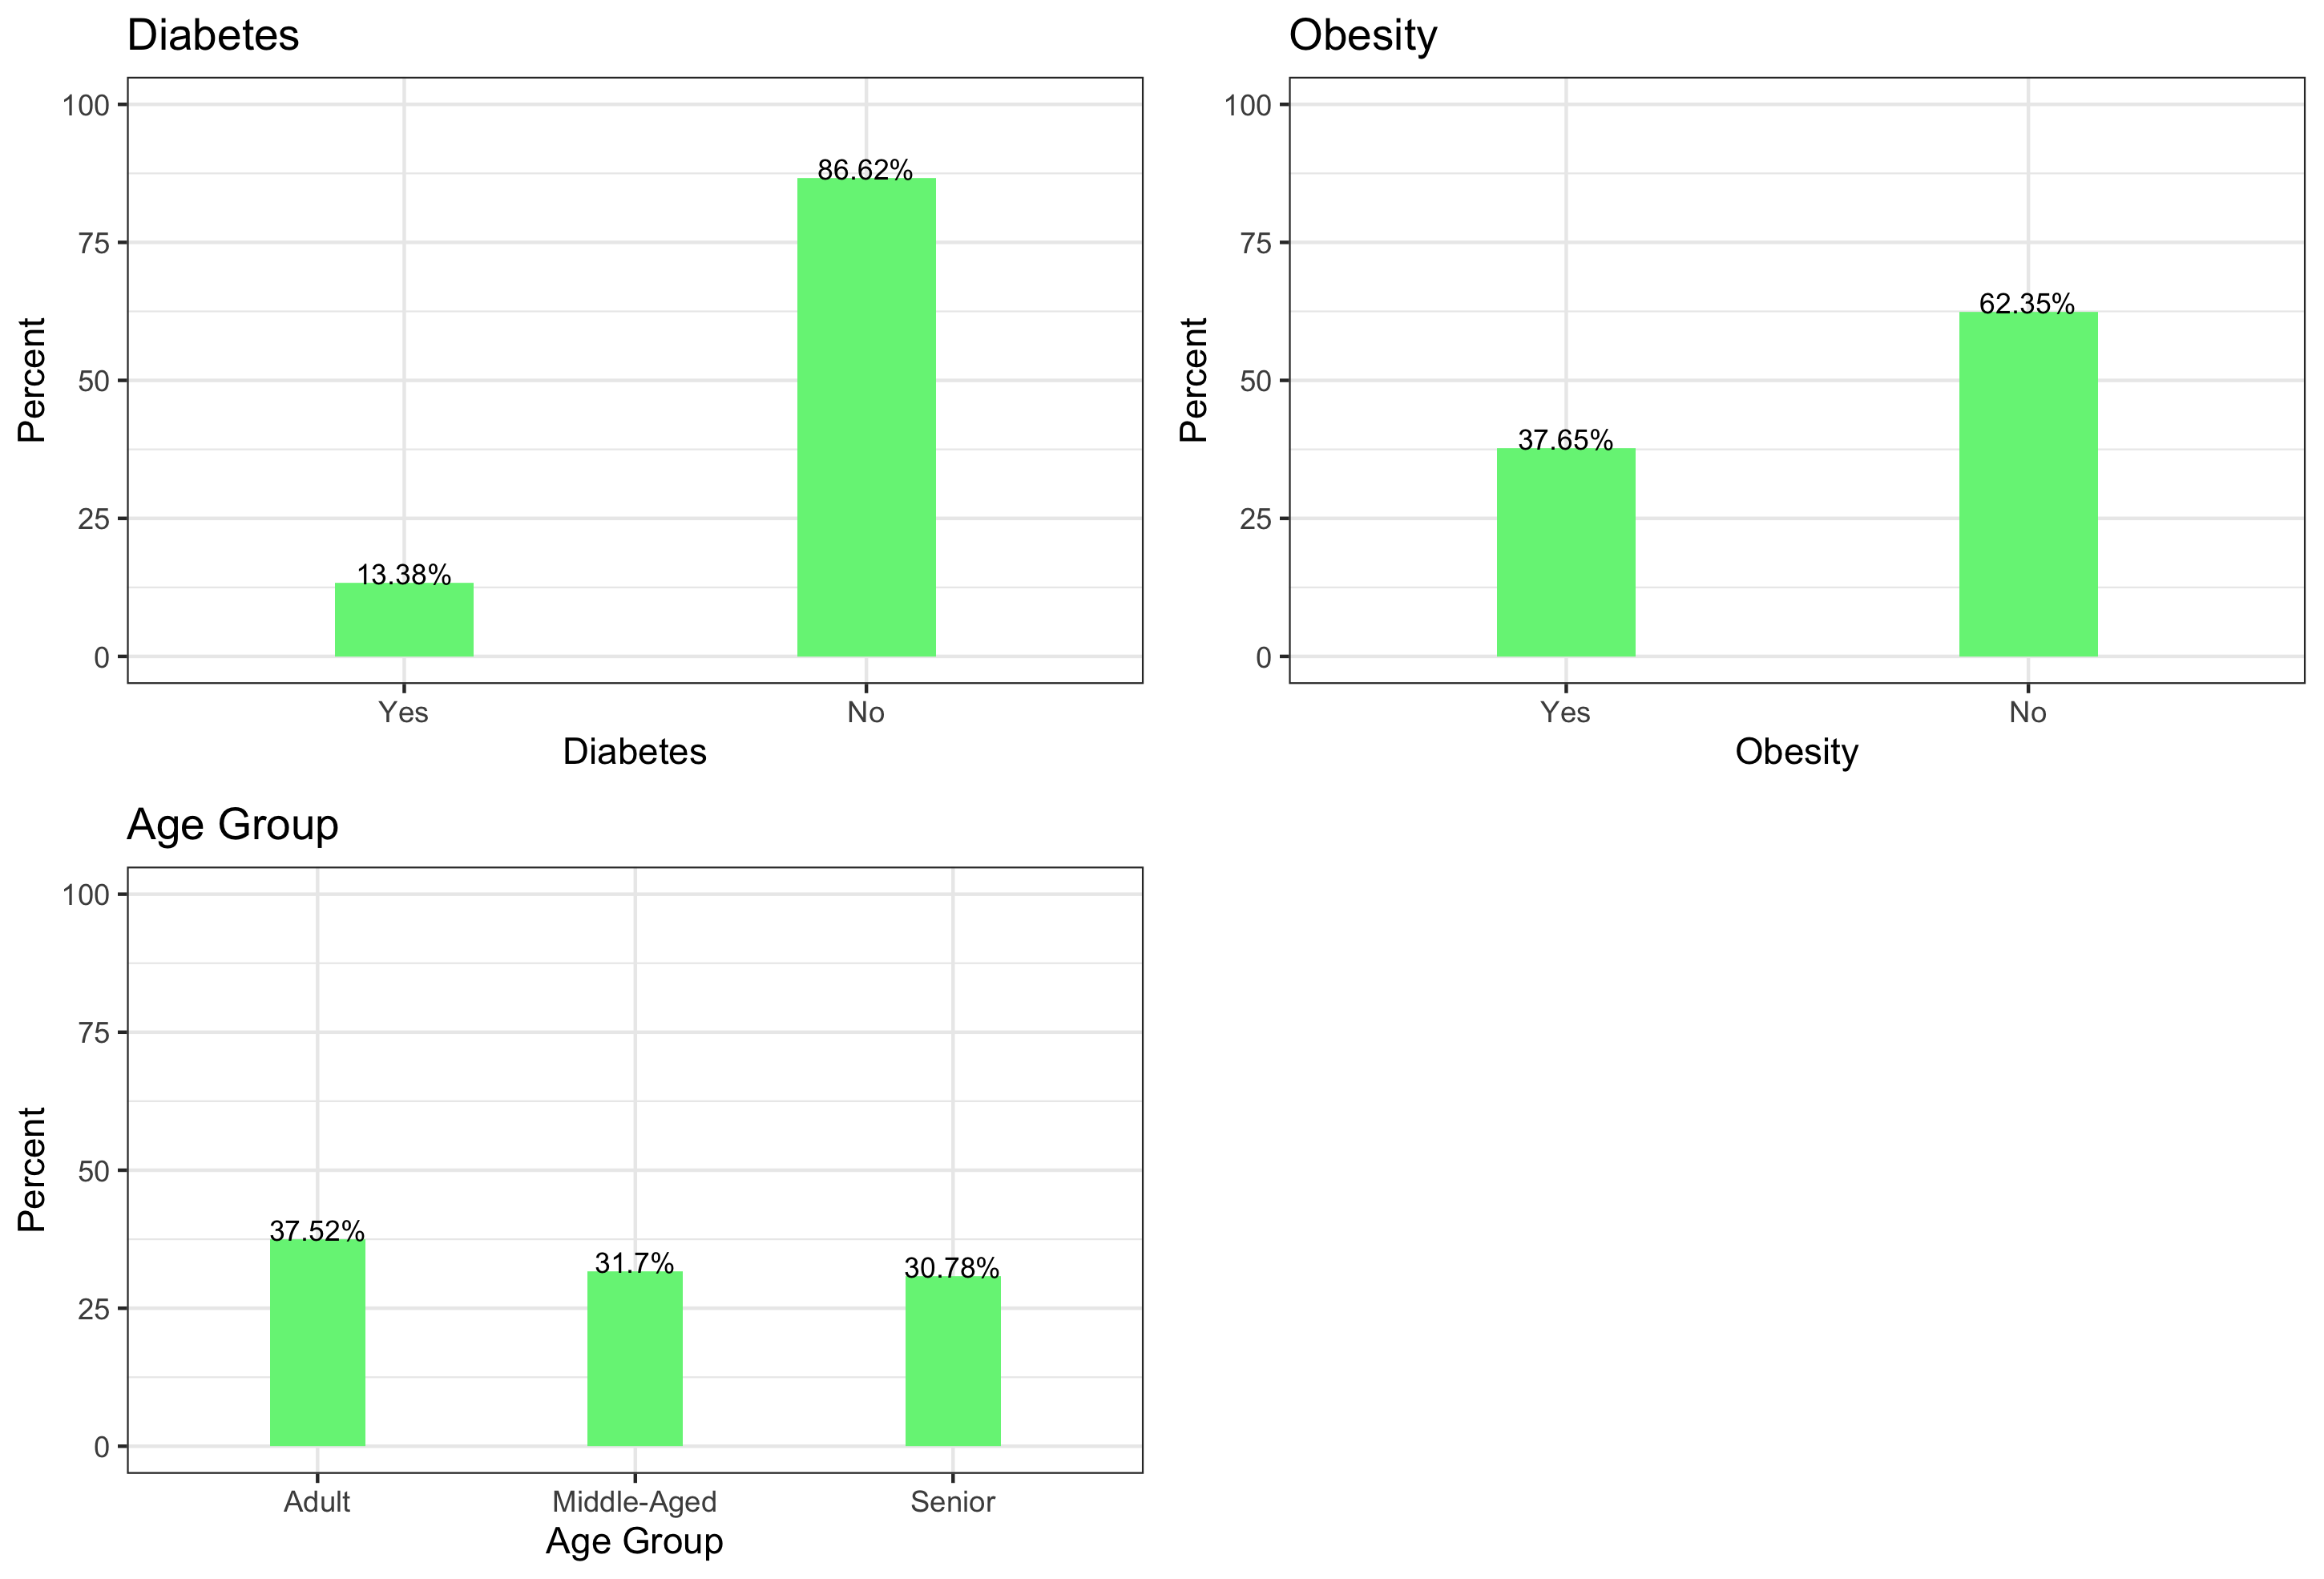 Diabetes
Percent
100
75
50
25
0
13.38%
86.62%
Yes No
Diabetes
Obesity
Percent
100
75
50
25
0
37.65%
62.35%
Yes No
Obesity
Age Group
Percent
100
75
50
25
0
37.52%
31.7%
30.78%
Adult Middle-Aged Senior
Age Group